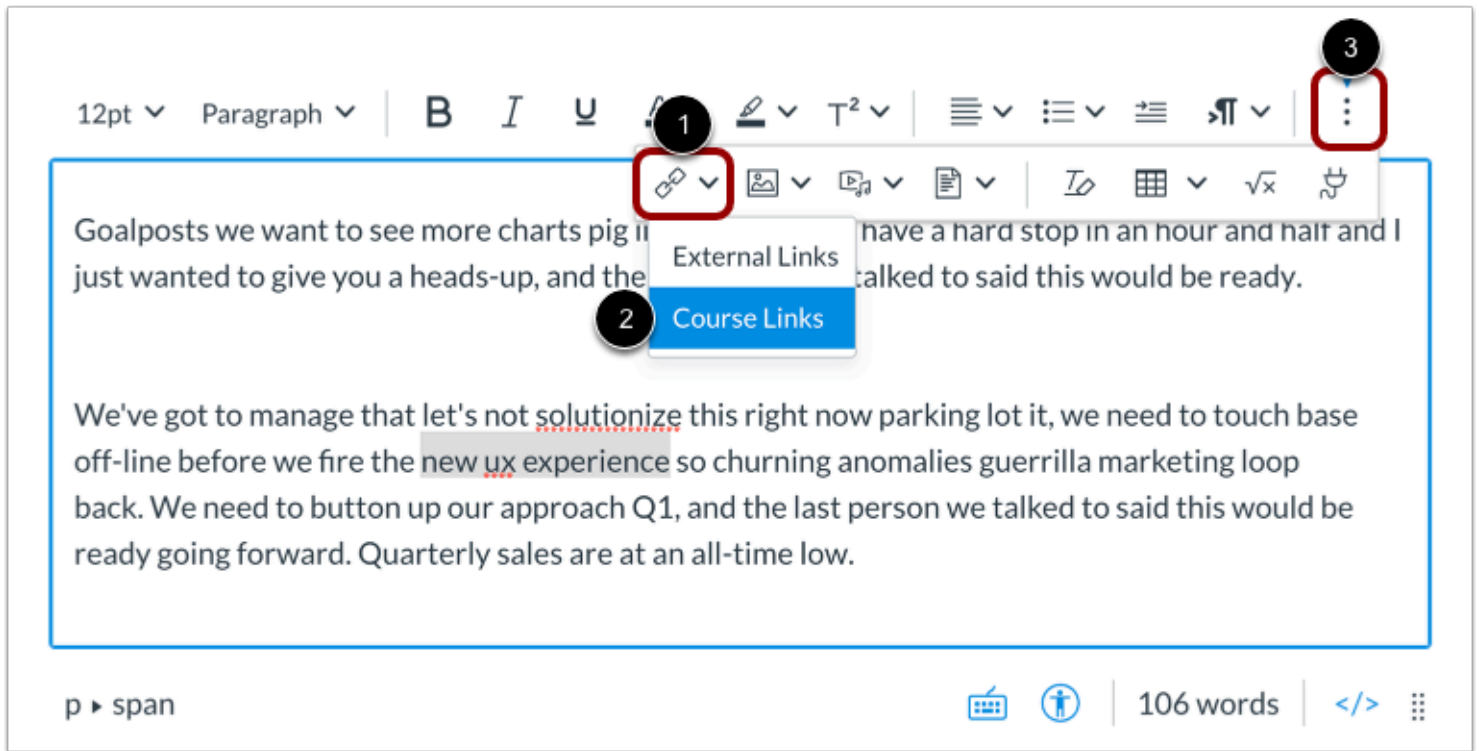 3
12pt Paragraph B I U A T²
1
Goalposts we want to see more charts pig i have a hard stop in an hour and half and I
External Links
just wanted to give you a heads-up, and the talked to said this would be ready.
2 Course Links
We've got to manage that let's not solutionize this right now parking lot it, we need to touch base
off-line before we fire the new ux experience so churning anomalies guerrilla marketing loop
back. We need to button up our approach Q1, and the last person we talked to said this would be
ready going forward. Quarterly sales are at an all-time low.
p ▸ span 106 words </>